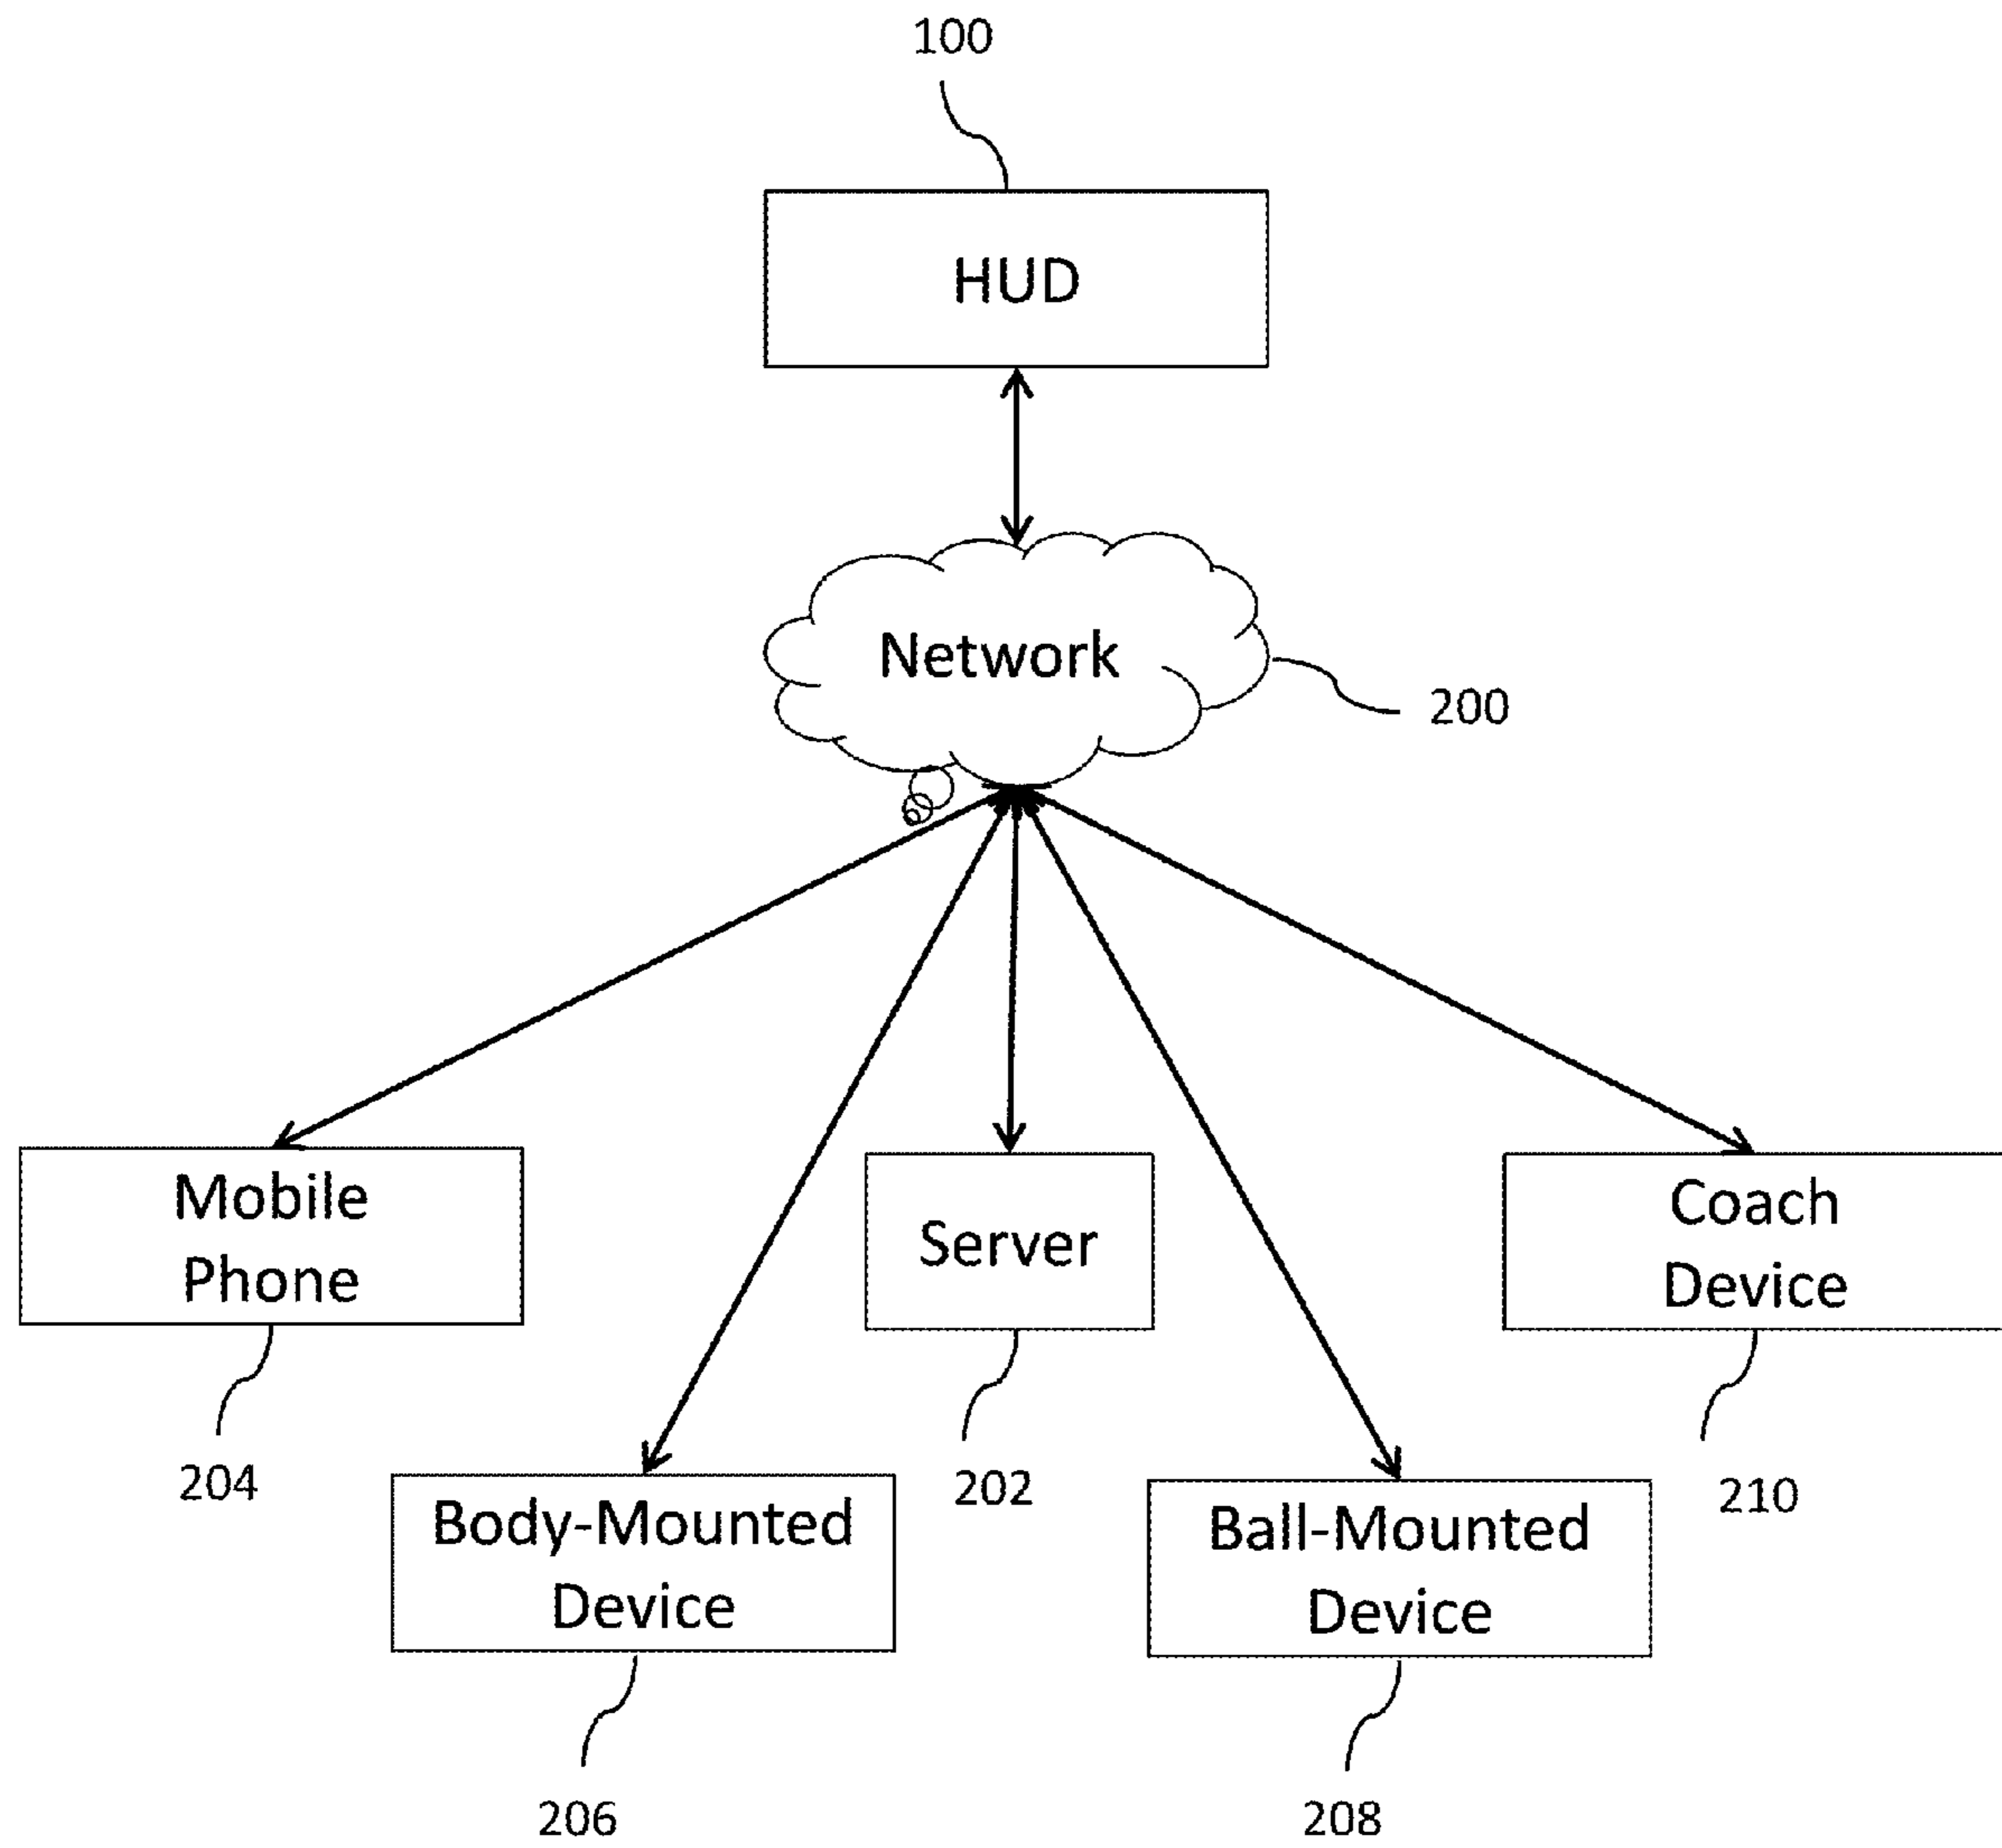 100
HUD
Network
200
Mobile
Phone
Server
Coach
Device
204
202
210
Body-Mounted
Device
Ball-Mounted
Device
206
208